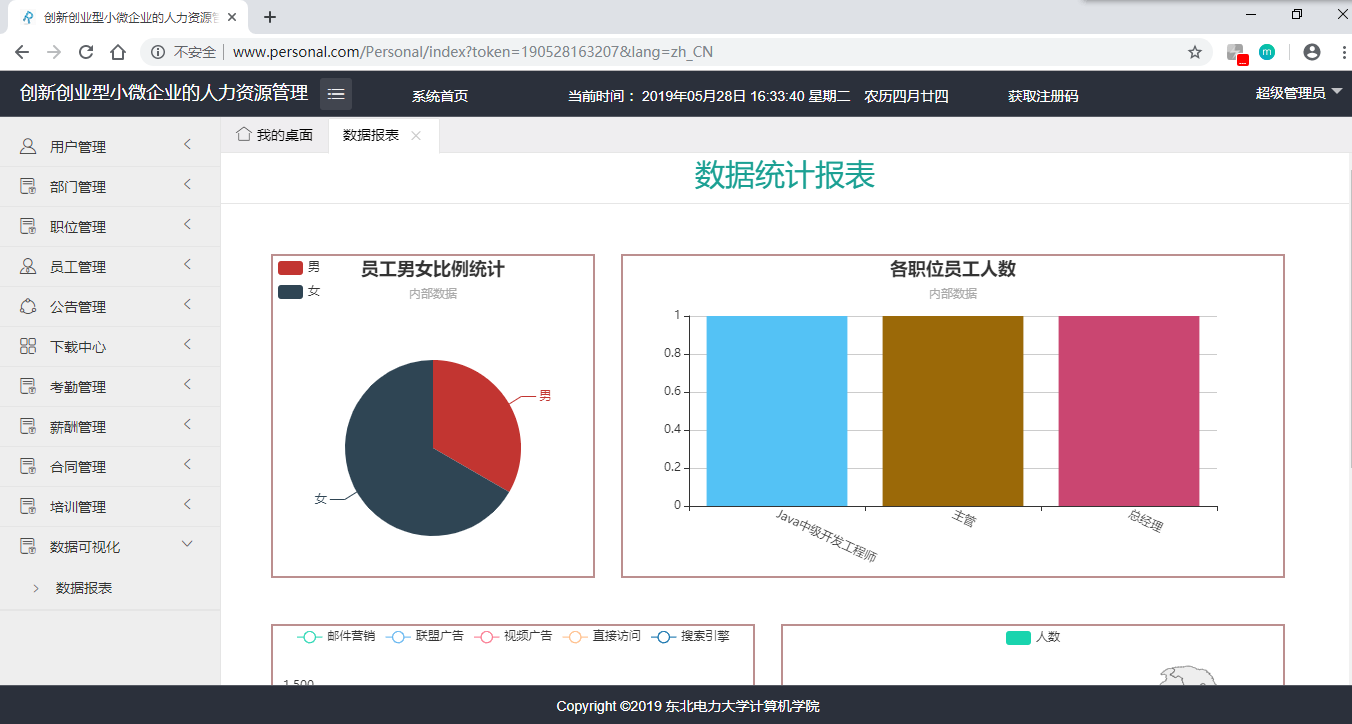 创新创业型小微企业的人力资源管
不安全 www.personal.com/Personal/index?token=190528163207&lang=zh_CN
创新创业型小微企业的人力资源管理 系统首页 当前时间： 2019年05月28日 16:33:40 星期二 农历四月廿四 获取注册码 超级管理员
用户管理
部门管理
职位管理
员工管理
公告管理
下载中心
考勤管理
薪酬管理
合同管理
培训管理
数据可视化
数据报表
我的桌面 数据报表
数据统计报表
男
女
员工男女比例统计
内部数据
男
女
各职位员工人数
内部数据
1
0.8
0.6
0.4
0.2
0
Java中级开发工程师 主管 总经理
邮件营销 联盟广告 视频广告 直接访问 搜索引擎
1,500
人数
Copyright ©2019 东北电力大学计算机学院